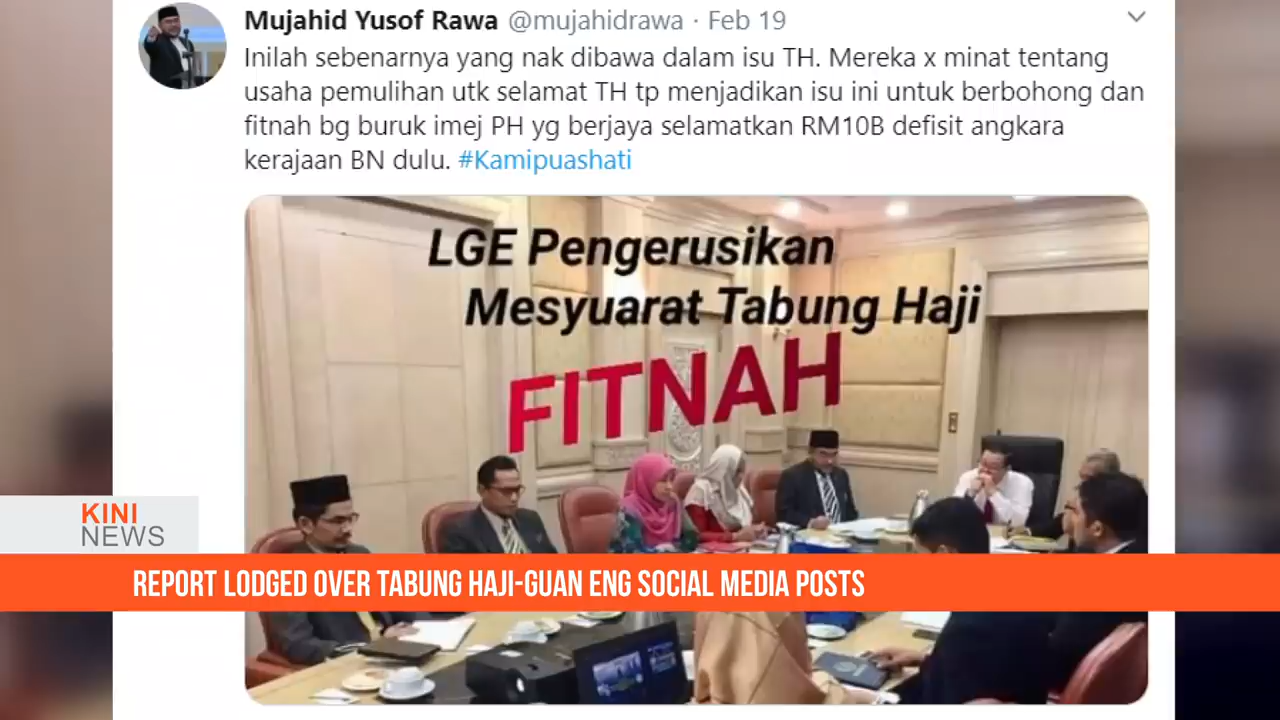 Mujahid Yusof Rawa @mujahidrawa · Feb 19
Inilah sebenarnya yang nak dibawa dalam isu TH. Mereka x minat tentang
usaha pemulihan utk selamat TH tp menjadikan isu ini untuk berbohong dan
fitnah bg buruk imej PH yg berjaya selamatkan RM10B defisit angkara
kerajaan BN dulu. #Kamipuashati
LGE Pengerusikan
Mesyuarat Tabung Haji
FITNAH
KINI
NEWS
REPORT LODGED OVER TABUNG HAJI-GUAN ENG SOCIAL MEDIA POSTS